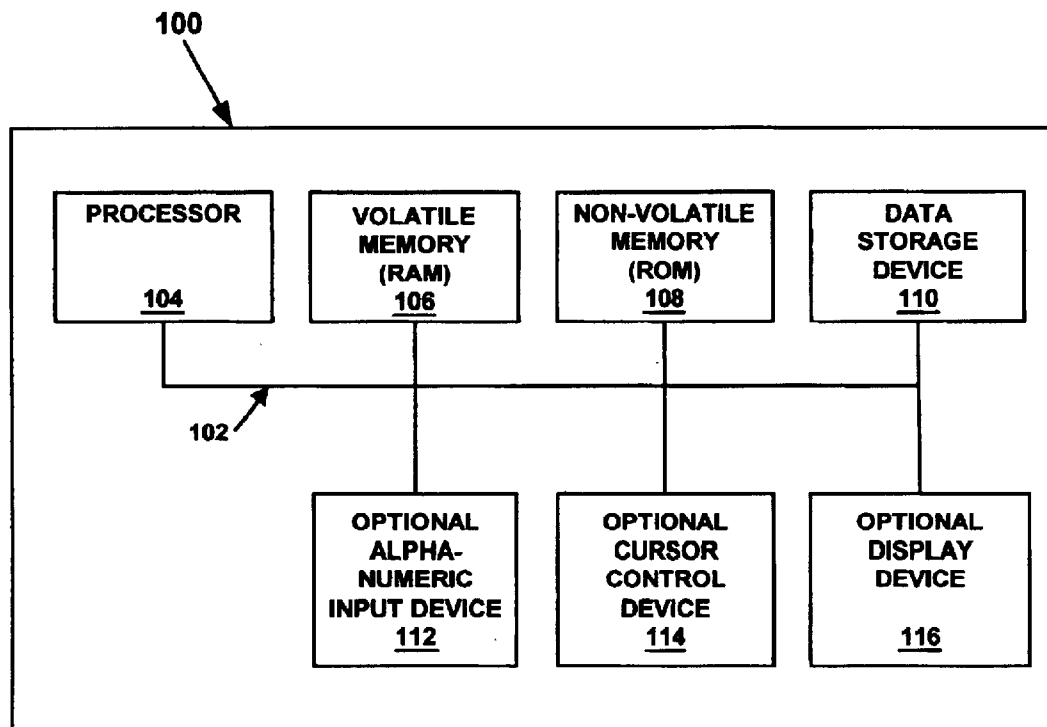 100
PROCESSOR
104
VOLATILE
MEMORY
(RAM)
106
NON-VOLATILE
MEMORY
(ROM)
108
DATA
STORAGE
DEVICE
110
102
OPTIONAL
ALPHA-
NUMERIC
INPUT DEVICE
112
OPTIONAL
CURSOR
CONTROL
DEVICE
114
OPTIONAL
DISPLAY
DEVICE
116